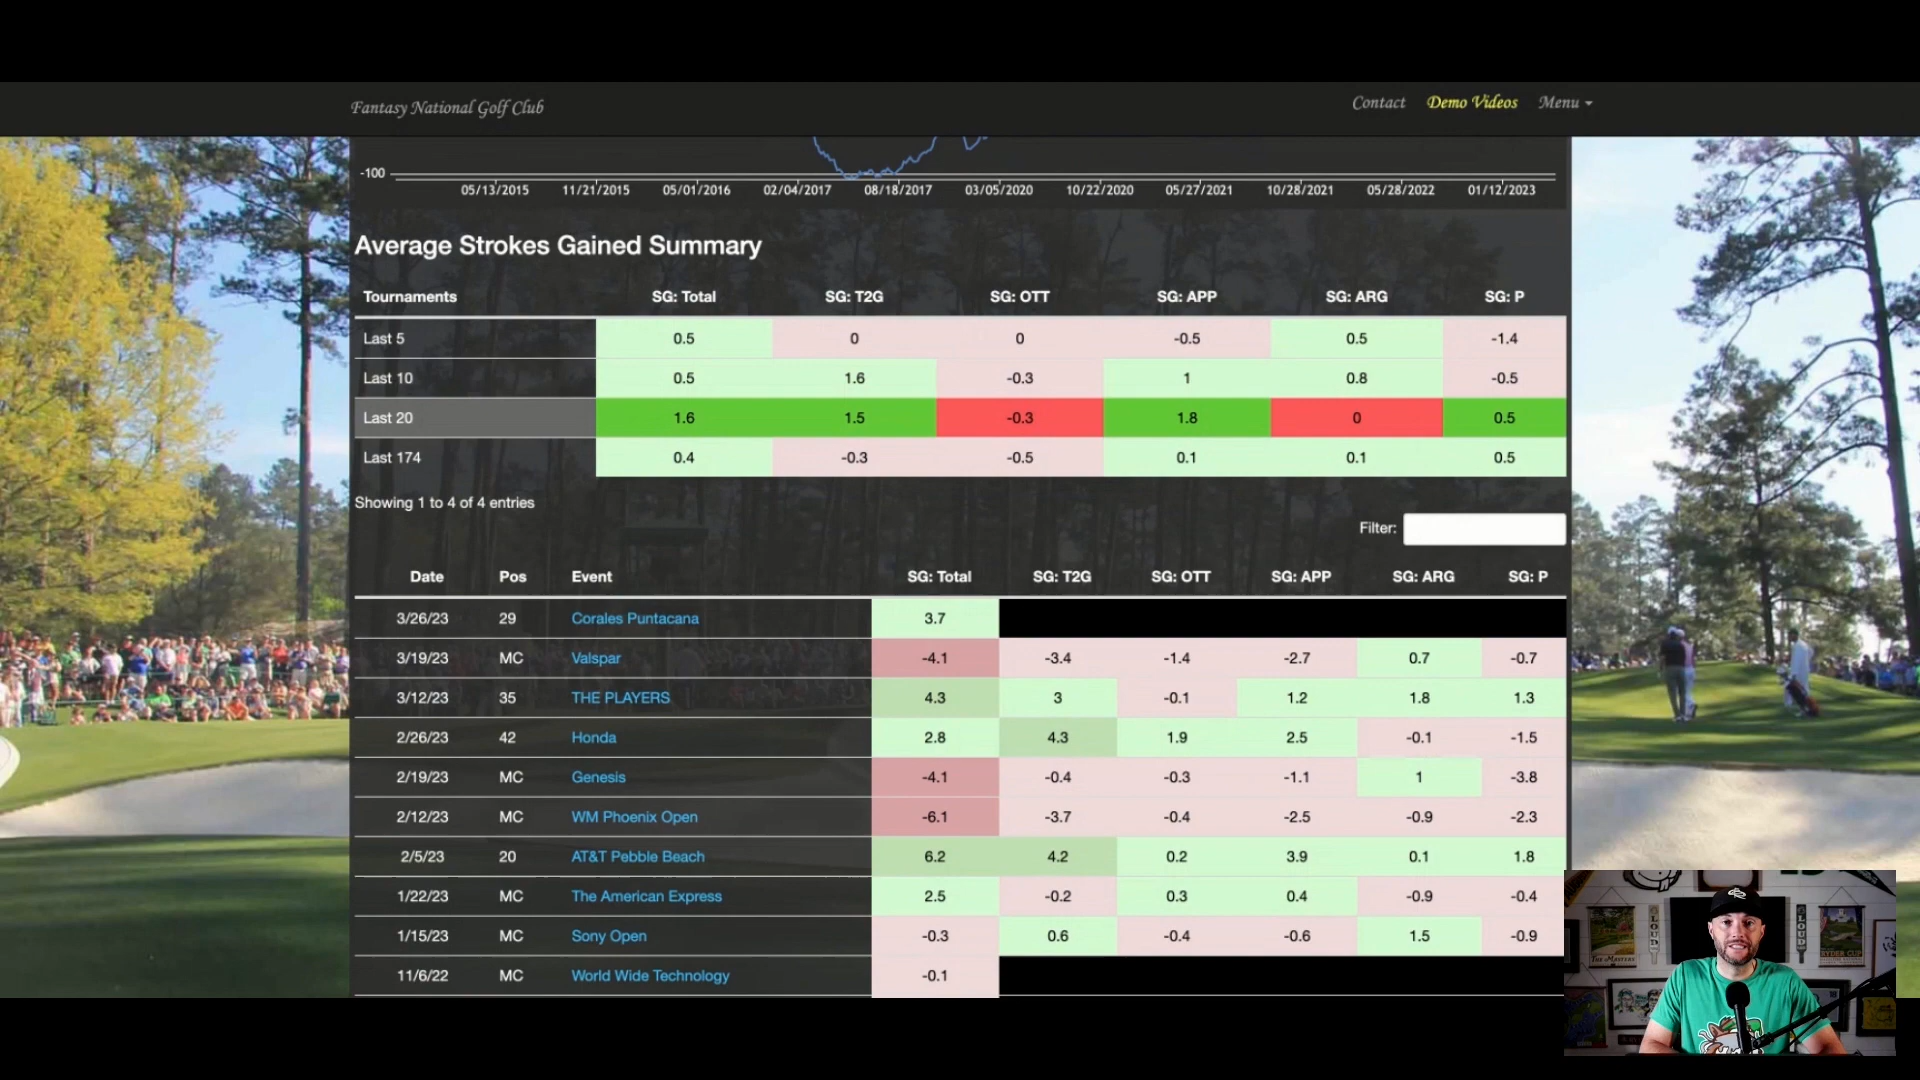 Fantasy National Golf Club
Contact Demo Videos Menu
-100
05/13/2015 11/21/2015 05/01/2016 02/04/2017 08/18/2017 03/05/2020 10/22/2020 05/27/2021 10/28/2021 05/28/2022 01/12/2023
Average Strokes Gained Summary
Tournaments SG: Total SG: T2G SG: OTT SG: APP SG: ARG SG: P
Last 5 0.5 0 0 -0.5 0.5 -1.4
Last 10 0.5 1.6 -0.3 1 0.8 -0.5
Last 20 1.6 1.5 -0.3 1.8 0 0.5
Last 174 0.4 -0.3 -0.5 0.1 0.1 0.5
Showing 1 to 4 of 4 entries
Filter:
Date Pos Event SG: Total SG: T2G SG: OTT SG: APP SG: ARG SG: P
3/26/23 29 Corales Puntacana 3.7
3/19/23 MC Valspar -4.1 -3.4 -1.4 -2.7 0.7 -0.7
3/12/23 35 THE PLAYERS 4.3 3 -0.1 1.2 1.8 1.3
2/26/23 42 Honda 2.8 4.3 1.9 2.5 -0.1 -1.5
2/19/23 MC Genesis -4.1 -0.4 -0.3 -1.1 1 -3.8
2/12/23 MC WM Phoenix Open -6.1 -3.7 -0.4 -2.5 -0.9 -2.3
2/5/23 20 AT&T Pebble Beach 6.2 4.2 0.2 3.9 0.1 1.8
1/22/23 MC The American Express 2.5 -0.2 0.3 0.4 -0.9 -0.4
1/15/23 MC Sony Open -0.3 0.6 -0.4 -0.6 1.5 -0.9
11/6/22 MC World Wide Technology -0.1
LOUD
LOUD
The Masters
RYDER CUP